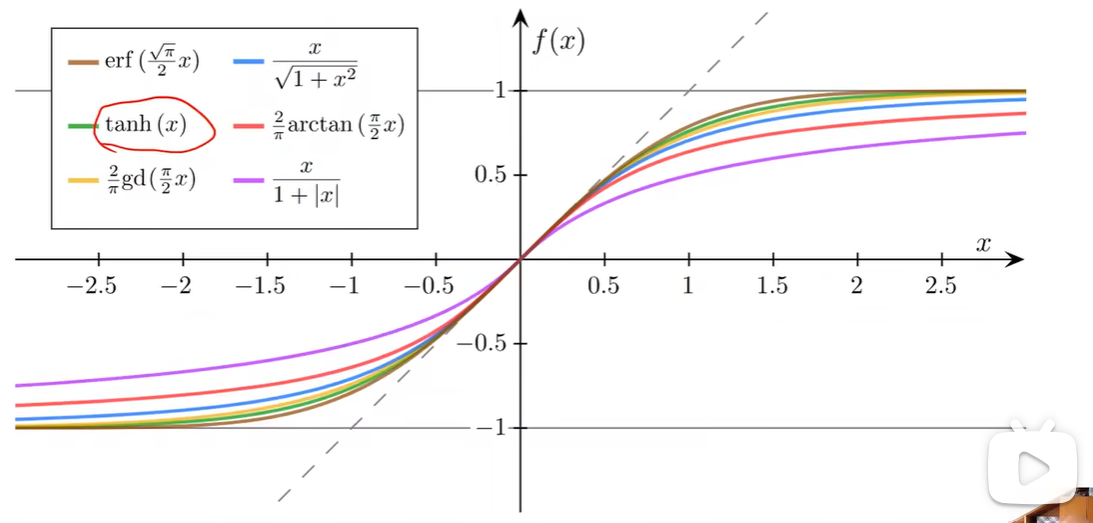 f(x)
erf (√π/2 x)
x/√(1 + x²)
tanh (x)
2/π arctan (π/2 x)
2/π gd(π/2 x)
x/(1 + |x|)
1
0.5
x
−2.5 −2 −1.5 −1 −0.5 0.5 1 1.5 2 2.5
−0.5
−1